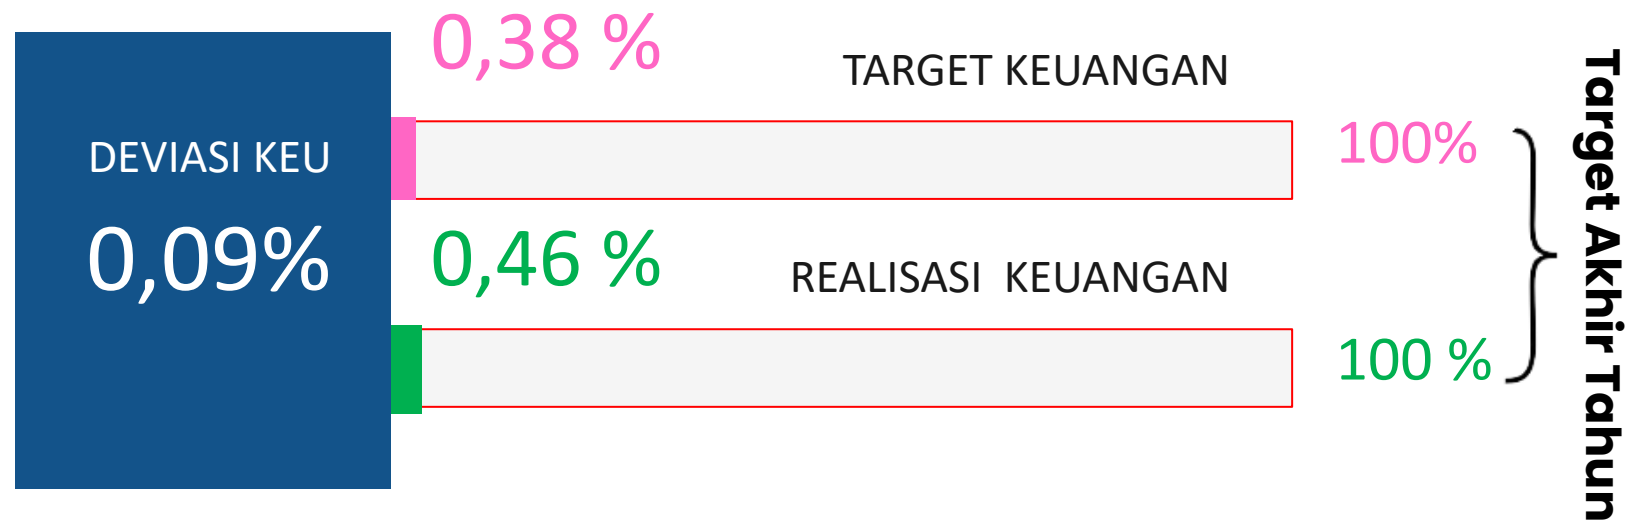 DEVIASI KEU
0,09%
0,38 %
TARGET KEUANGAN
100%
0,46 %
REALISASI  KEUANGAN
100 %
Target Akhir Tahun